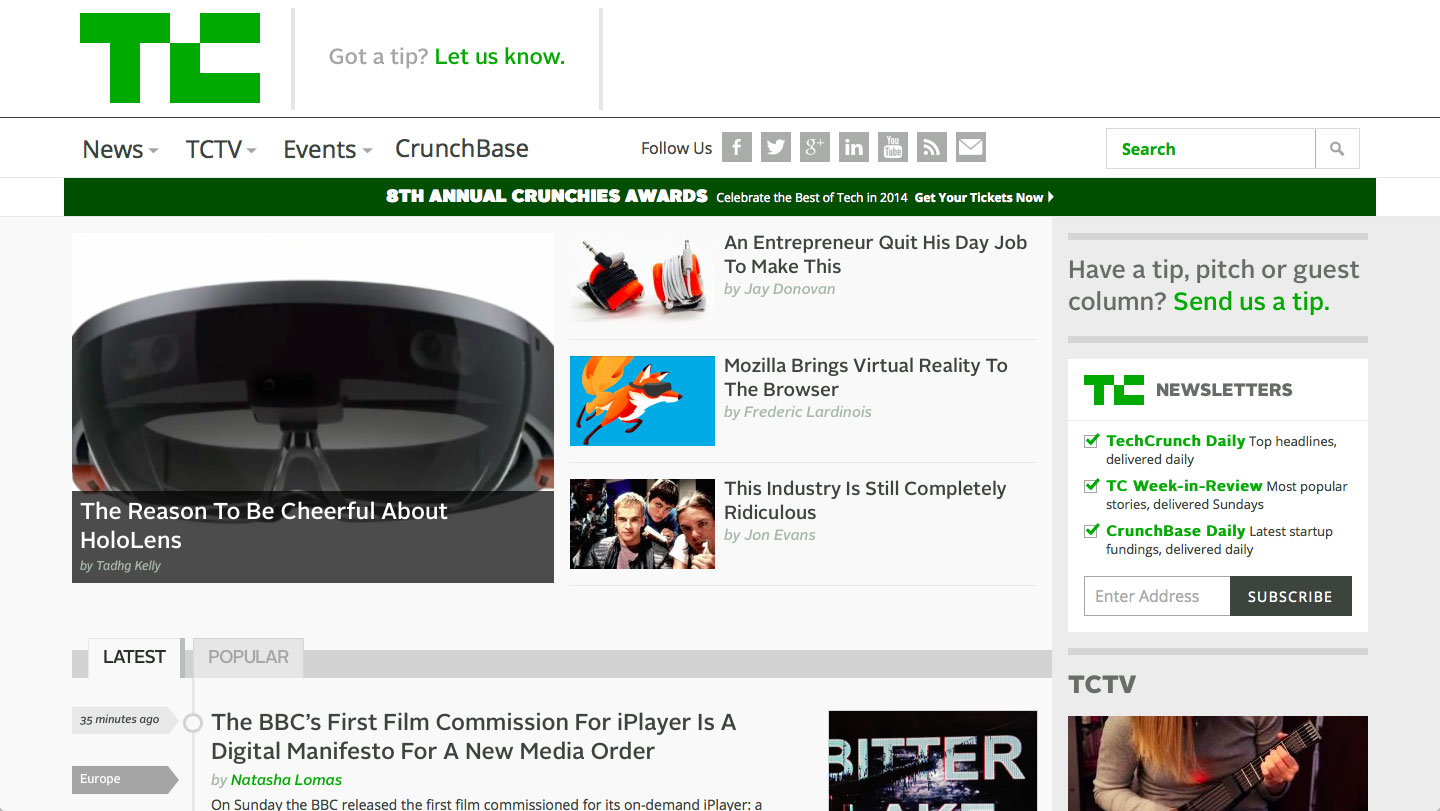 TC
Got a tip? Let us know.
News
TCTV
Events
CrunchBase
Follow Us
f
g+
in
You
Tube
Search
8TH ANNUAL CRUNCHIES AWARDS Celebrate the Best of Tech in 2014 Get Your Tickets Now
The Reason To Be Cheerful About
HoloLens
by Tadhg Kelly
An Entrepreneur Quit His Day Job
To Make This
by Jay Donovan
Mozilla Brings Virtual Reality To
The Browser
by Frederic Lardinois
This Industry Is Still Completely
Ridiculous
by Jon Evans
Have a tip, pitch or guest
column? Send us a tip.
TC NEWSLETTERS
TechCrunch Daily Top headlines,
delivered daily
TC Week-in-Review Most popular
stories, delivered Sundays
CrunchBase Daily Latest startup
fundings, delivered daily
Enter Address
SUBSCRIBE
TCTV
LATEST
POPULAR
35 minutes ago
Europe
The BBC’s First Film Commission For iPlayer Is A
Digital Manifesto For A New Media Order
by Natasha Lomas
On Sunday the BBC released the first film commissioned for its on-demand iPlayer: a
BITTER
LAKE